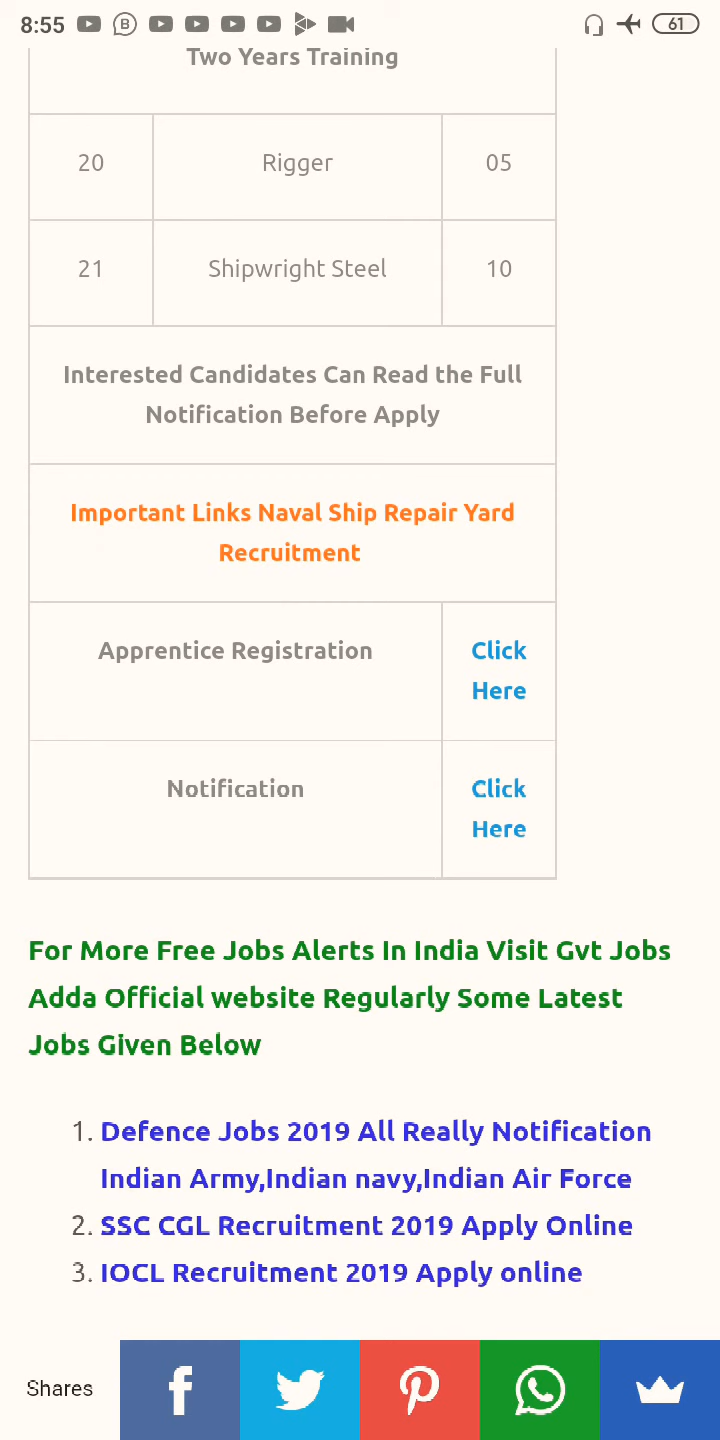 8:55
61
Two Years Training
20 Rigger 05
21 Shipwright Steel 10
Interested Candidates Can Read the Full
Notification Before Apply
Important Links Naval Ship Repair Yard
Recruitment
Apprentice Registration Click
Here
Notification Click
Here
For More Free Jobs Alerts In India Visit Gvt Jobs
Adda Official website Regularly Some Latest
Jobs Given Below
1. Defence Jobs 2019 All Really Notification
Indian Army,Indian navy,Indian Air Force
2. SSC CGL Recruitment 2019 Apply Online
3. IOCL Recruitment 2019 Apply online
Shares